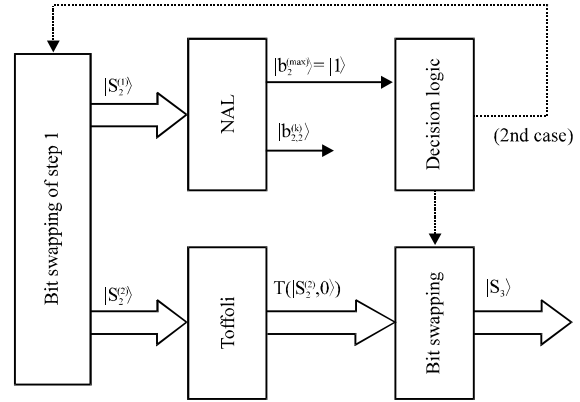 Bit swapping of step 1
|S₂⁽¹⁾⟩
NAL
|b₂⁽ᵐᵃˣ⁾⟩=|1⟩
|b₂,₂⁽ᵏ⁾⟩
Decision logic
(2nd case)
|S₂⁽²⁾⟩
Toffoli
T(|S₂⁽²⁾,0⟩)
Bit swapping
|S₃⟩